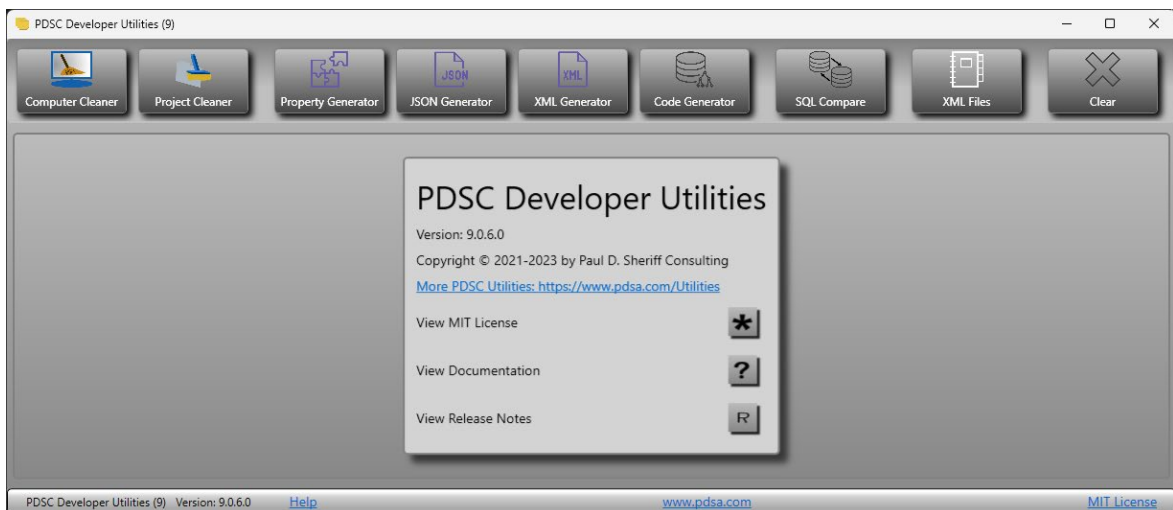 PDSC Developer Utilities (9)
Computer Cleaner
Project Cleaner
Property Generator
JSON
JSON Generator
XML
XML Generator
Code Generator
SQL Compare
XML Files
Clear
PDSC Developer Utilities
Version: 9.0.6.0
Copyright © 2021-2023 by Paul D. Sheriff Consulting
More PDSC Utilities: https://www.pdsa.com/Utilities
View MIT License *
View Documentation ?
View Release Notes R
PDSC Developer Utilities (9) Version: 9.0.6.0 Help www.pdsa.com MIT License